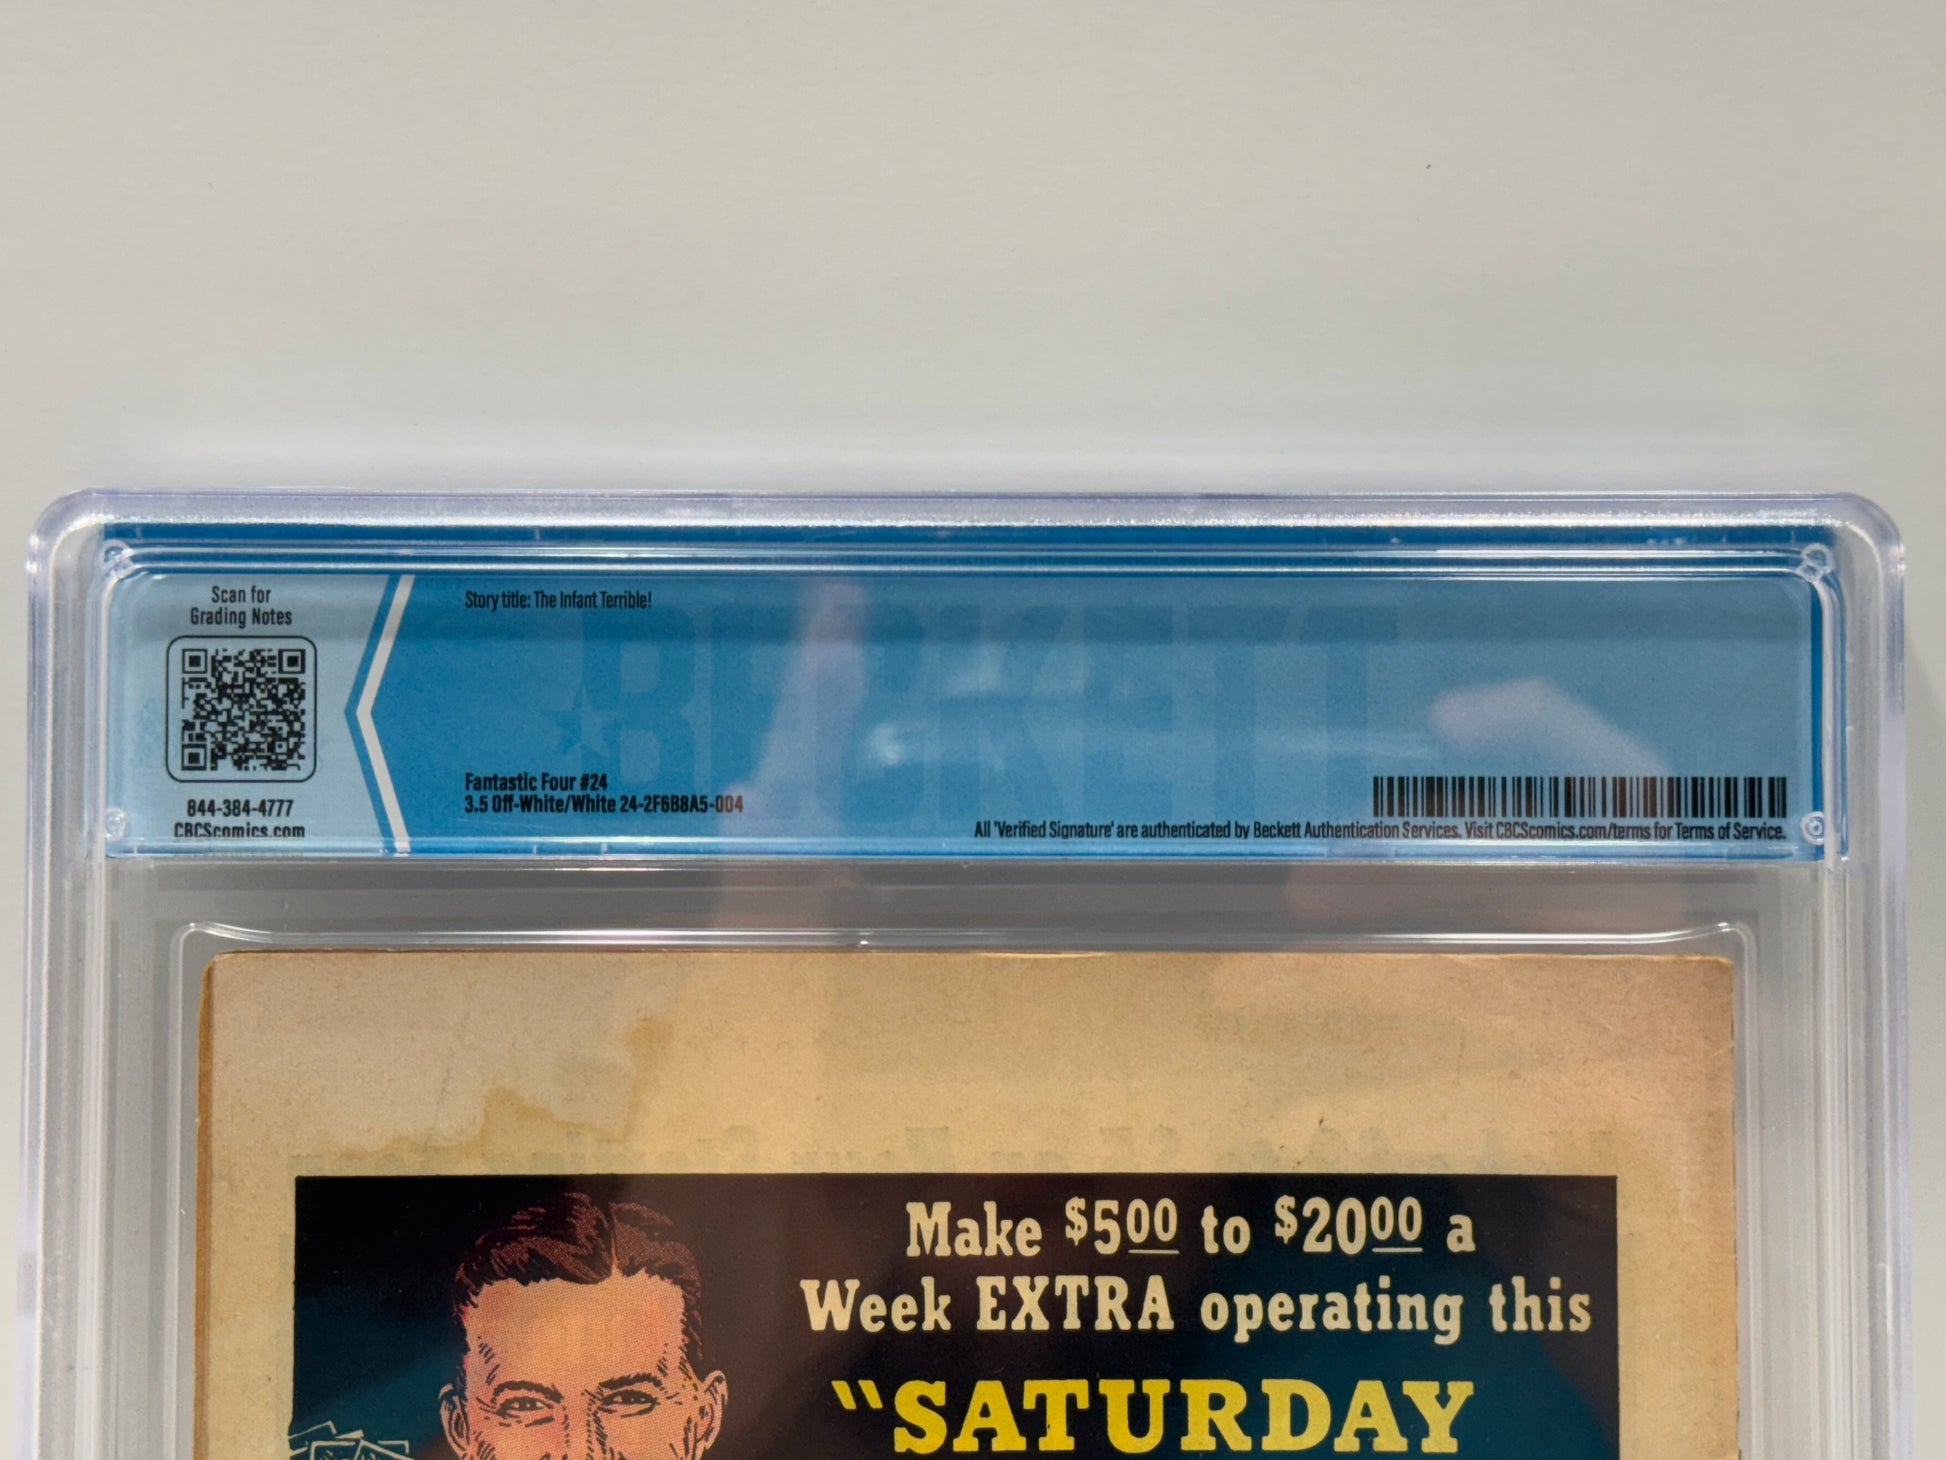 Scan for
Grading Notes
844-384-4777
CBCScomics.com
Story title: The Infant Terrible!
BECKETT
Fantastic Four #24
3.5 Off-White/White 24-2F6B8A5-004
All 'Verified Signature' are authenticated by Beckett Authentication Services. Visit CBCScomics.com/terms for Terms of Service.
Make $5.00 to $20.00 a
Week EXTRA operating this
"SATURDAY